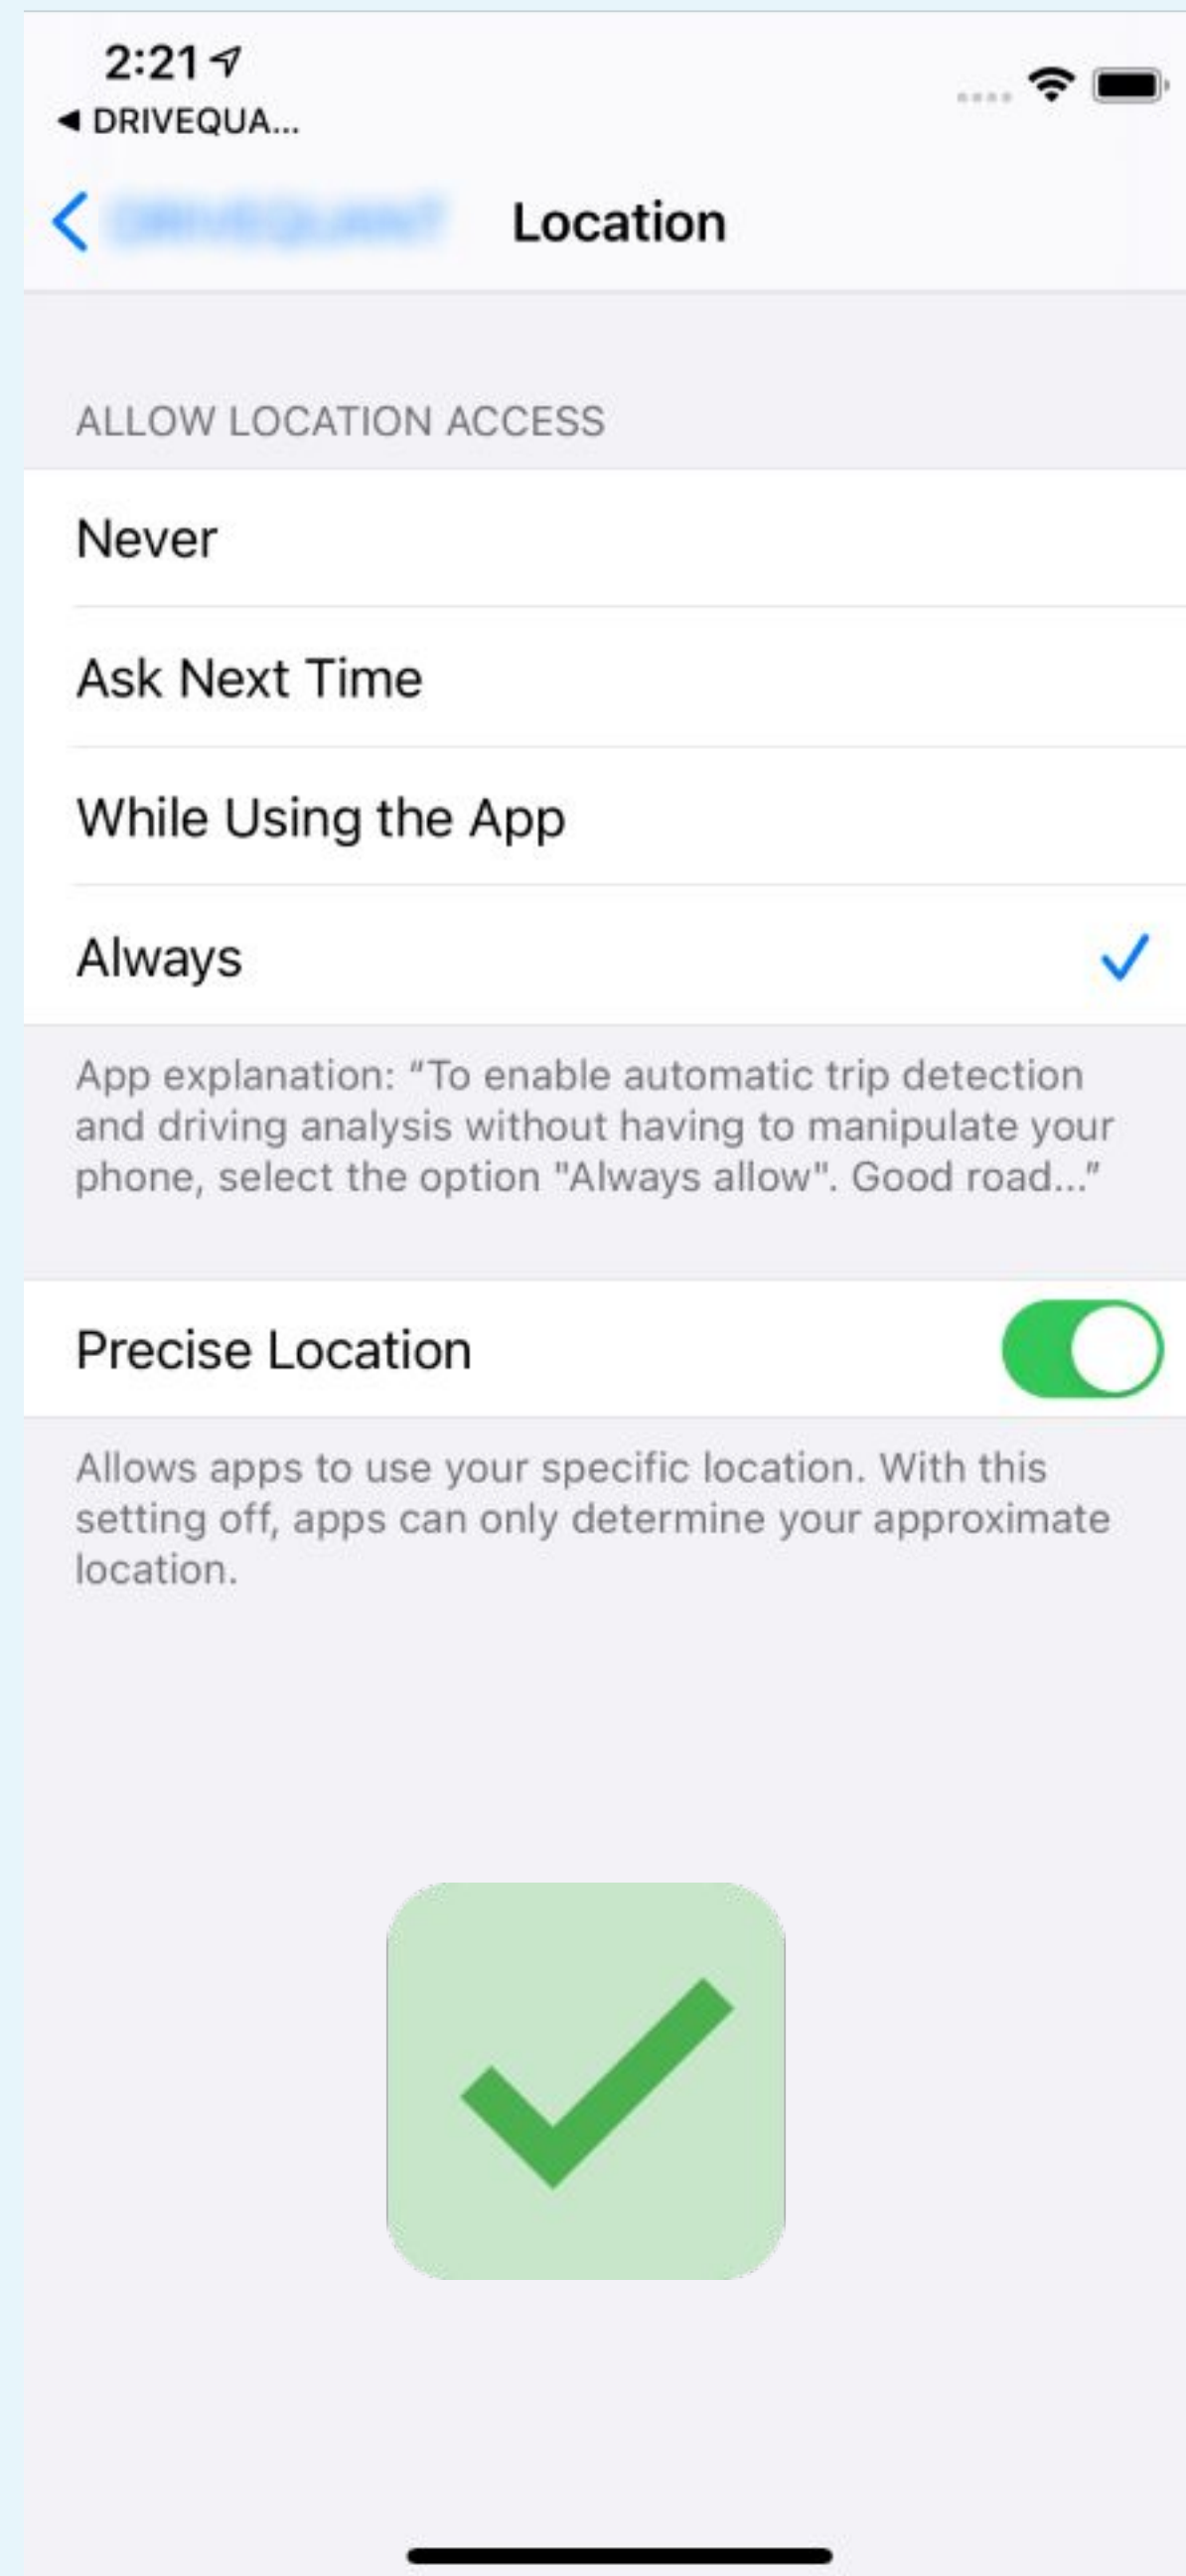 2:21
◀ DRIVEQUA...
Location
ALLOW LOCATION ACCESS
Never
Ask Next Time
While Using the App
Always
App explanation: “To enable automatic trip detection
and driving analysis without having to manipulate your
phone, select the option "Always allow". Good road...”
Precise Location
Allows apps to use your specific location. With this
setting off, apps can only determine your approximate
location.